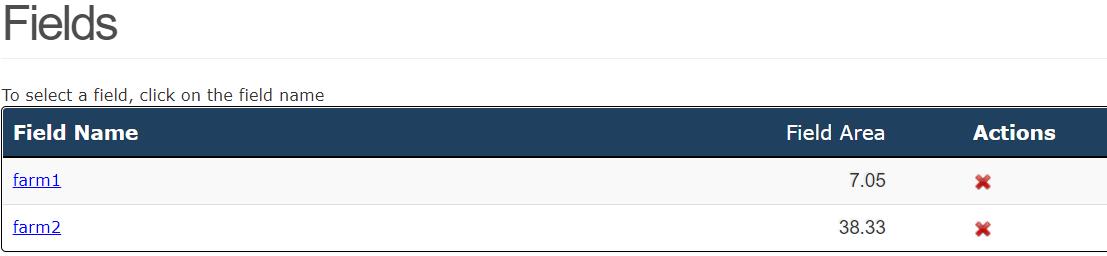 Fields
To select a field, click on the field name
Field Name Field Area Actions
farm1 7.05
farm2 38.33